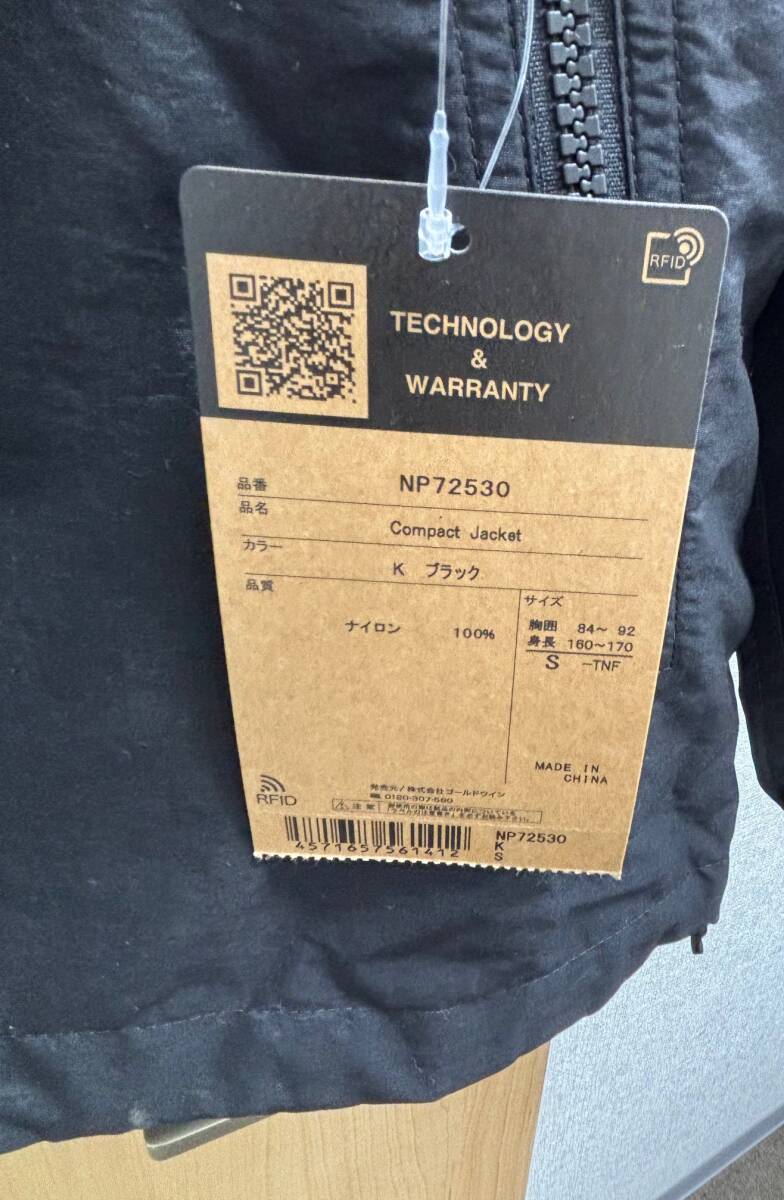 RFID
TECHNOLOGY
&
WARRANTY
品番 NP72530
品名 Compact Jacket
カラー K ブラック
品質
ナイロン 100%
サイズ
胸囲 84～ 92
身長 160～170
S -TNF
MADE IN
CHINA
RFID
発売元/株式会社ゴールドウイン
0120-307-560
注意
4571657561412
NP72530
K
S